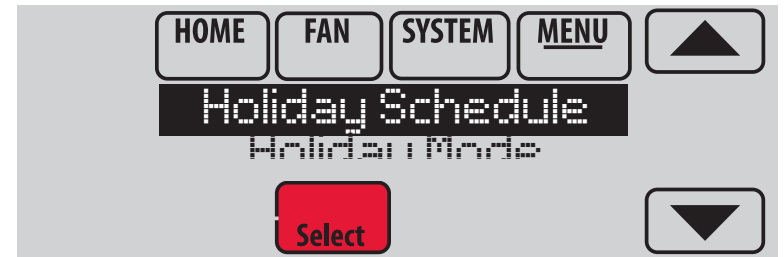 HOME FAN SYSTEM MENU
Holiday Schedule
Holiday Mode
Select